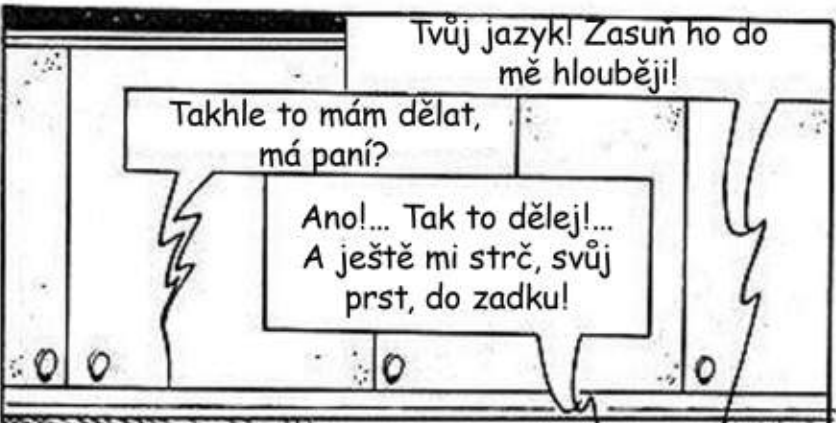 Tvůj jazyk! Zasuň ho do
mě hlouběji!
Takhle to mám dělat,
má paní?
Ano!... Tak to dělej!...
A ještě mi strč, svůj
prst, do zadku!